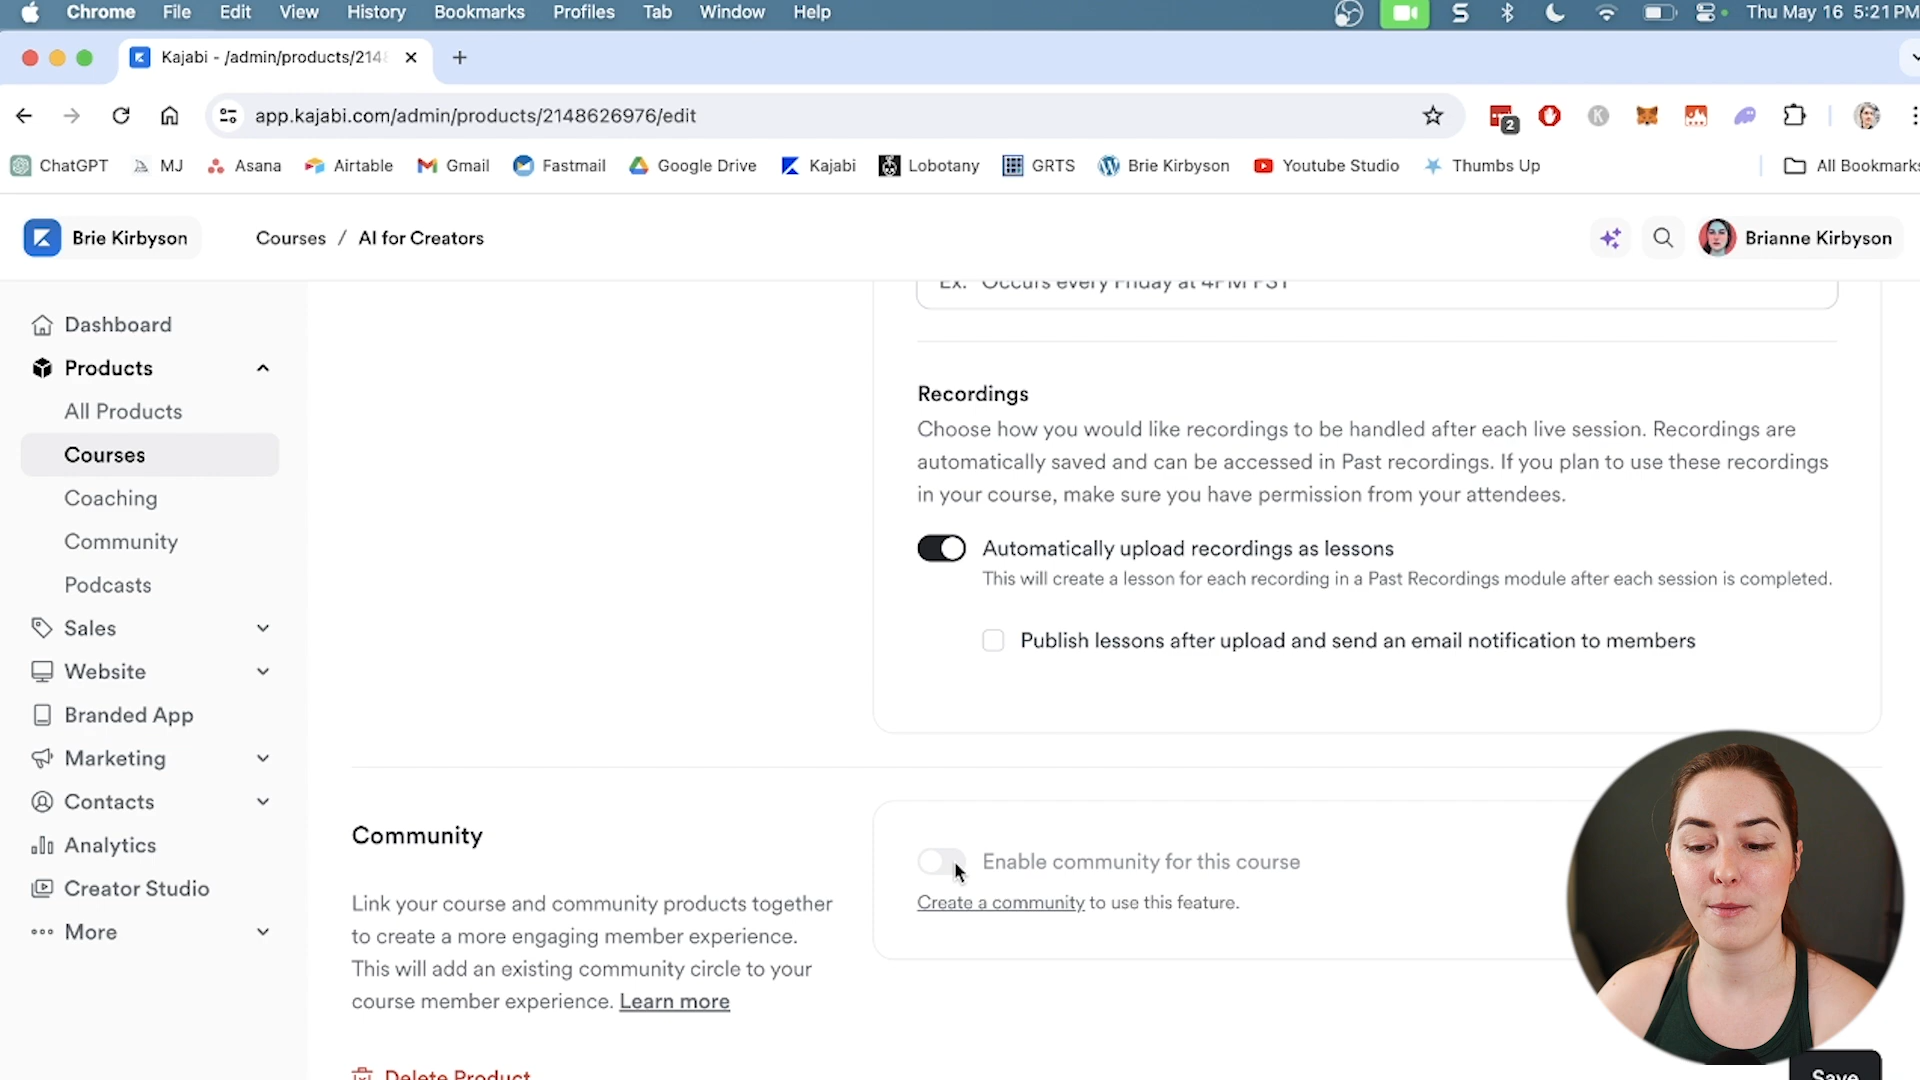 Chrome File Edit View History Bookmarks Profiles Tab Window Help Thu May 16 5:21 PM
Kajabi - /admin/products/2148
app.kajabi.com/admin/products/2148626976/edit 2
ChatGPT MJ Asana Airtable Gmail Fastmail Google Drive Kajabi Lobotany GRTS Brie Kirbyson Youtube Studio Thumbs Up All Bookmarks
Brie Kirbyson Courses / AI for Creators Brianne Kirbyson
Ex: "Occurs every Friday at 4PM PST"
Dashboard
Products
All Products
Courses
Coaching
Community
Podcasts
Sales
Website
Branded App
Marketing
Contacts
Analytics
Creator Studio
More
Recordings
Choose how you would like recordings to be handled after each live session. Recordings are
automatically saved and can be accessed in Past recordings. If you plan to use these recordings
in your course, make sure you have permission from your attendees.
Automatically upload recordings as lessons
This will create a lesson for each recording in a Past Recordings module after each session is completed.
Publish lessons after upload and send an email notification to members
Community
Link your course and community products together
to create a more engaging member experience.
This will add an existing community circle to your
course member experience. Learn more
Enable community for this course
Create a community to use this feature.
Delete Product
Save